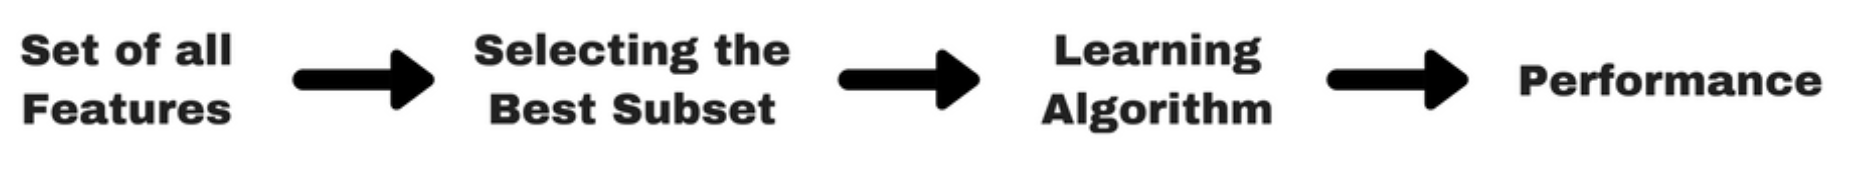 Set of all
Features
Selecting the
Best Subset
Learning
Algorithm
Performance